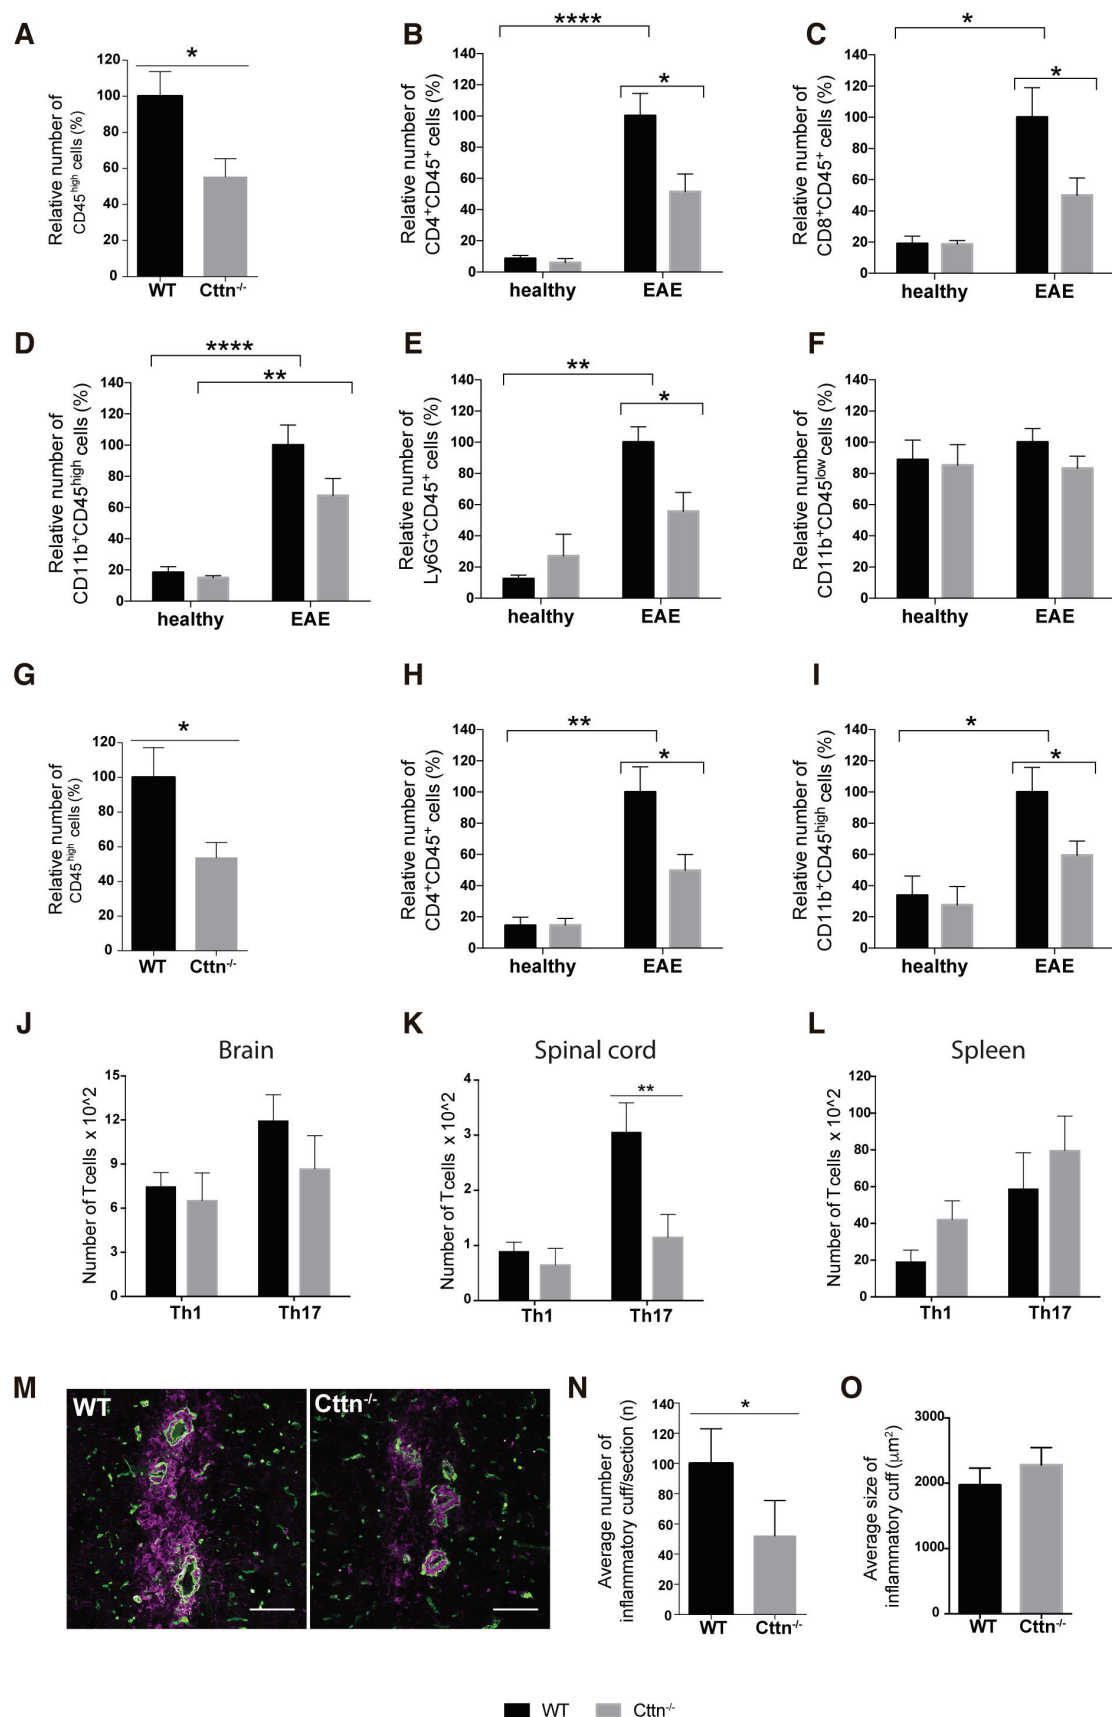 A
Relative number of
CD45high cells (%)
120
100
80
60
40
20
0
*
WT
Cttn-/-
B
Relative number of
CD4+CD45+ cells (%)
140
120
100
80
60
40
20
0
****
*
healthy
EAE
C
Relative number of
CD8+CD45+ cells (%)
140
120
100
80
60
40
20
0
*
*
healthy
EAE
D
Relative number of
CD11b+CD45high cells (%)
140
120
100
80
60
40
20
0
****
**
healthy
EAE
E
Relative number of
Ly6G+CD45+ cells (%)
140
120
100
80
60
40
20
0
**
*
healthy
EAE
F
Relative number of
CD11b+CD45low cells (%)
140
120
100
80
60
40
20
0
healthy
EAE
G
Relative number of
CD45high cells (%)
120
100
80
60
40
20
0
*
WT
Cttn-/-
H
Relative number of
CD4+CD45+ cells (%)
140
120
100
80
60
40
20
0
**
*
healthy
EAE
I
Relative number of
CD11b+CD45high cells (%)
140
120
100
80
60
40
20
0
*
*
healthy
EAE
J
Brain
Number of Tcells x 10^2
15
12
9
6
3
0
Th1
Th17
K
Spinal cord
Number of Tcells x 10^2
4
3
2
1
0
**
Th1
Th17
L
Spleen
Number of Tcells x 10^2
120
100
80
60
40
20
0
Th1
Th17
M
WT
Cttn-/-
N
Average number of
inflammatory cuff/section (n)
140
120
100
80
60
40
20
0
*
WT
Cttn-/-
O
Average size of
inflammatory cuff (μm2)
3000
2000
1000
0
WT
Cttn-/-
WT
Cttn-/-